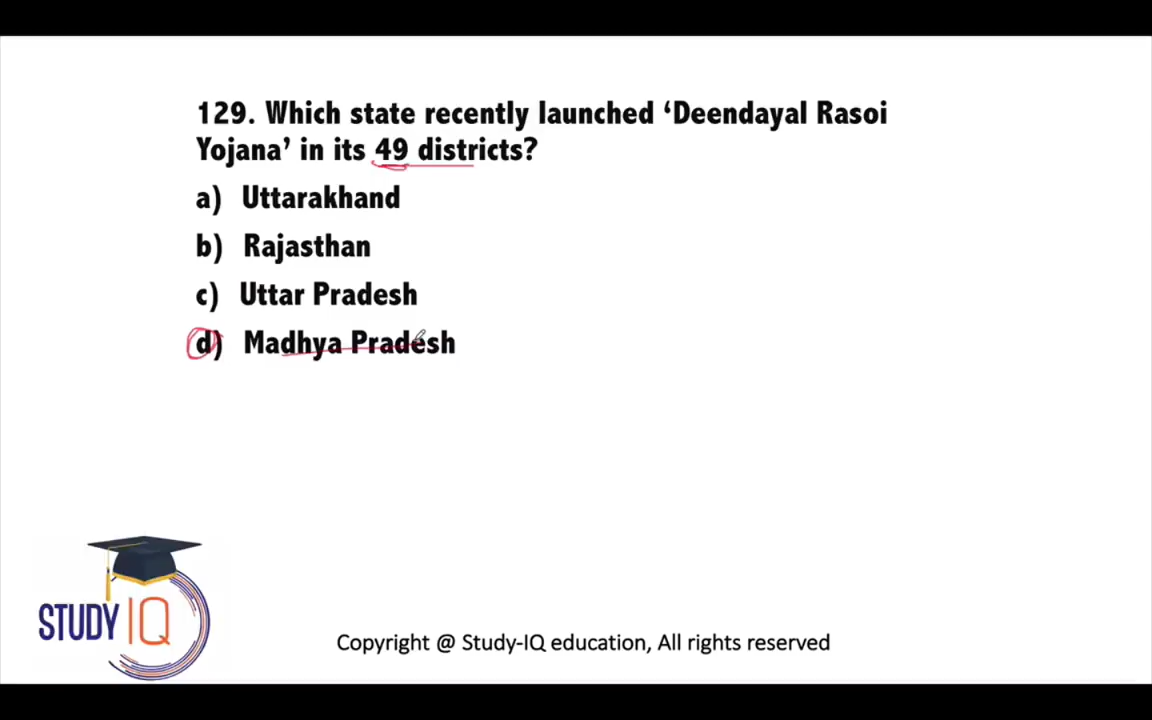 129. Which state recently launched ‘Deendayal Rasoi
Yojana’ in its 49 districts?
a) Uttarakhand
b) Rajasthan
c) Uttar Pradesh
d) Madhya Pradesh
STUDY IQ
Copyright @ Study-IQ education, All rights reserved